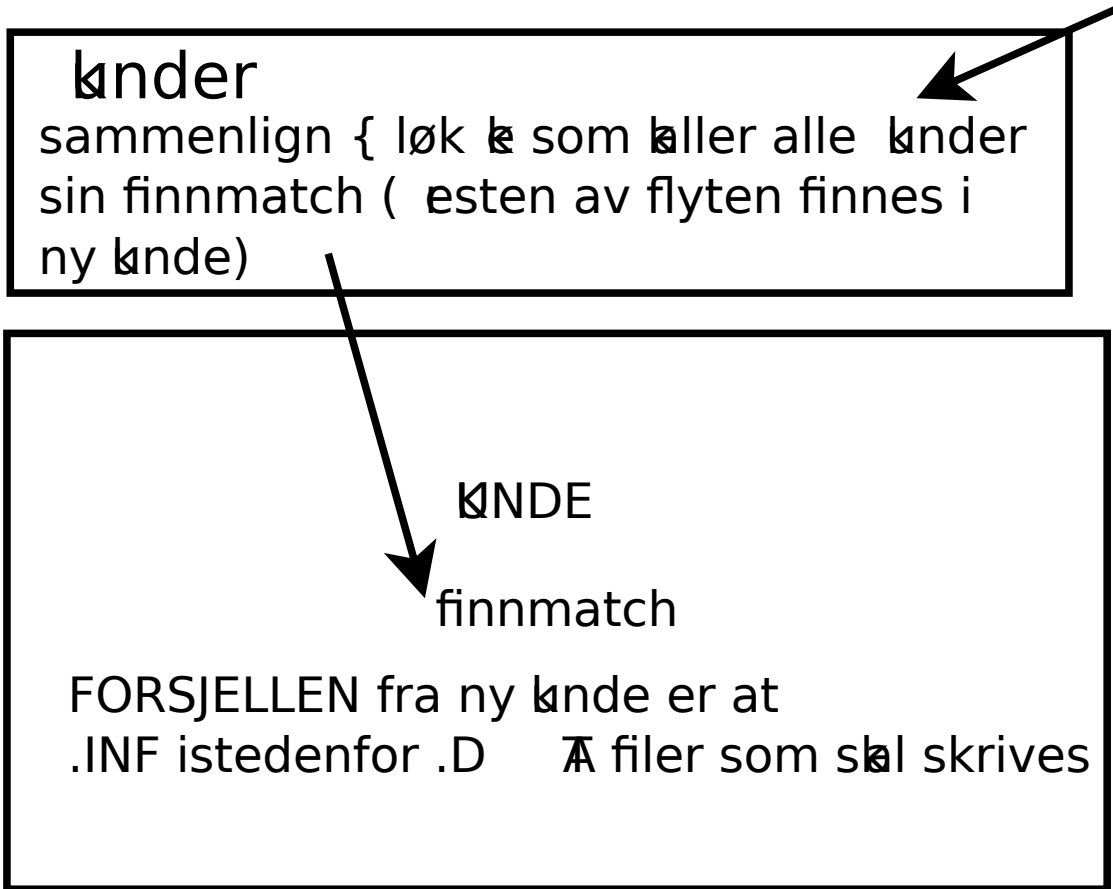 kunder
sammenlign { løkke som kaller alle kunder
sin finnmatch ( resten av flyten finnes i
ny kunde)
KUNDE
finnmatch
FORSJELLEN fra ny kunde er at
.INF istedenfor .DATA filer som skal skrives